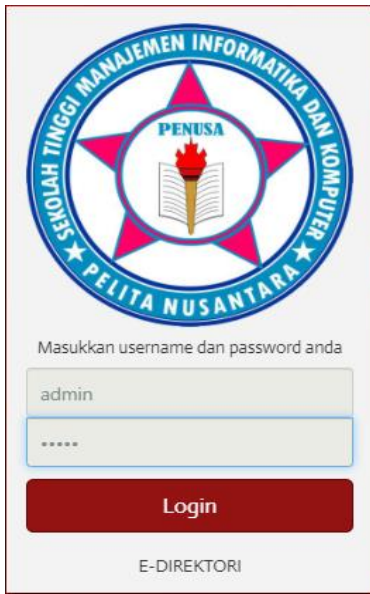 SEKOLAH TINGGI MANAJEMEN INFORMATIKA DAN KOMPUTER
PENUSA
PELITA NUSANTARA
Masukkan username dan password anda
admin
•••••
Login
E-DIREKTORI